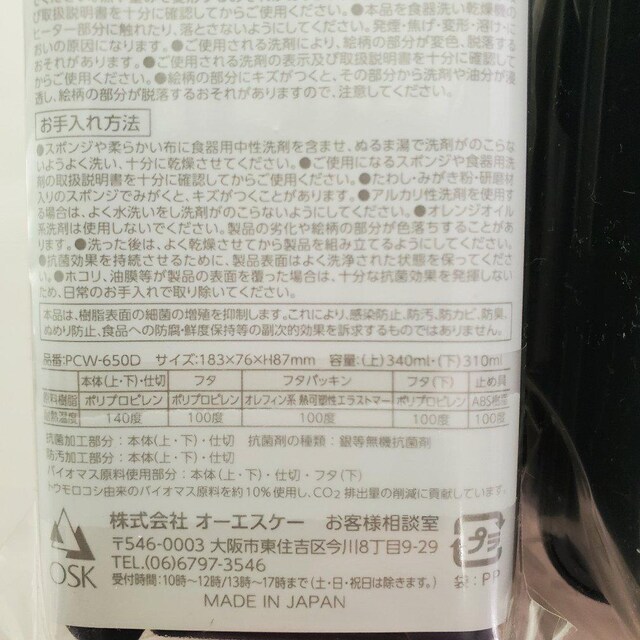 び取扱説明書を十分に確認してからご使用ください。●本品を食器洗い乾燥機
ヒーター部分に触れたり、落とさないようにしてください。発煙・焦げ・変形・溶け・
おいの原因になります。●ご使用される洗剤により、絵柄の部分が変色、脱落する
おそれがあります。●ご使用される洗剤の表示及び取扱説明書を十分に確認して
からご使用ください。●絵柄の部分にキズがつくと、その部分から洗剤や油分が浸
透し、絵柄の部分が脱落するおそれがありますので、注意してください。
お手入れ方法
●スポンジや柔らかい布に食器用中性洗剤を含ませ、ぬるま湯で洗剤がのこらな
いようよく洗い、十分に乾燥させてください。●ご使用になるスポンジや食器用洗
剤の取扱説明書を十分に確認してからご使用ください。●たわし・みがき粉・研磨材
入りのスポンジでみがくと、キズがつくことがあります。●アルカリ性洗剤を使用す
る場合は、よく水洗いをし洗剤がのこらないようにしてください。●オレンジオイル
系洗剤は使用しないでください。製品の劣化や絵柄の部分が色落ちすることがあ
ります。●洗った後は、よく乾燥させてから製品を組み立てるようにしてください。
●抗菌効果を持続させるために、製品表面はよく洗浄された状態を保ってくださ
い。●ホコリ、油膜等が製品の表面を覆った場合は、十分な抗菌効果を発揮しない
ため、日常のお手入れで取り除いてください。
本品は、樹脂表面の細菌の増殖を抑制します。これにより、感染防止、防汚、防カビ、防臭、
ぬめり防止、食品への防腐・鮮度保持等の副次的効果を訴求するものではありません。
品番:PCW-650D サイズ:183×76×H87mm 容量:(上)340ml・(下)310ml
本体(上・下)・仕切 フタ フタパッキン フタ(下) 止め具
原料樹脂 ポリプロピレン ポリプロピレン オレフィン系 熱可塑性エラストマー ポリプロピレン ABS樹脂
耐熱温度 140度 100度 100度 100度 100度
抗菌加工部分：本体(上・下)・仕切 抗菌剤の種類：銀等無機抗菌剤
防汚加工部分：本体(上・下)・仕切
バイオマス原料使用部分：本体(上・下)・仕切・フタ(下)
トウモロコシ由来のバイオマス原料を約10%使用し、CO2 排出量の削減に貢献しています。
株式会社 オーエスケー お客様相談室
〒546-0003 大阪市東住吉区今川8丁目9-29
TEL.(06)6797-3546
受付時間:10時〜12時/13時〜17時まで(土・日・祝日は除きます。)
MADE IN JAPAN
OSK
プラ
袋：PP